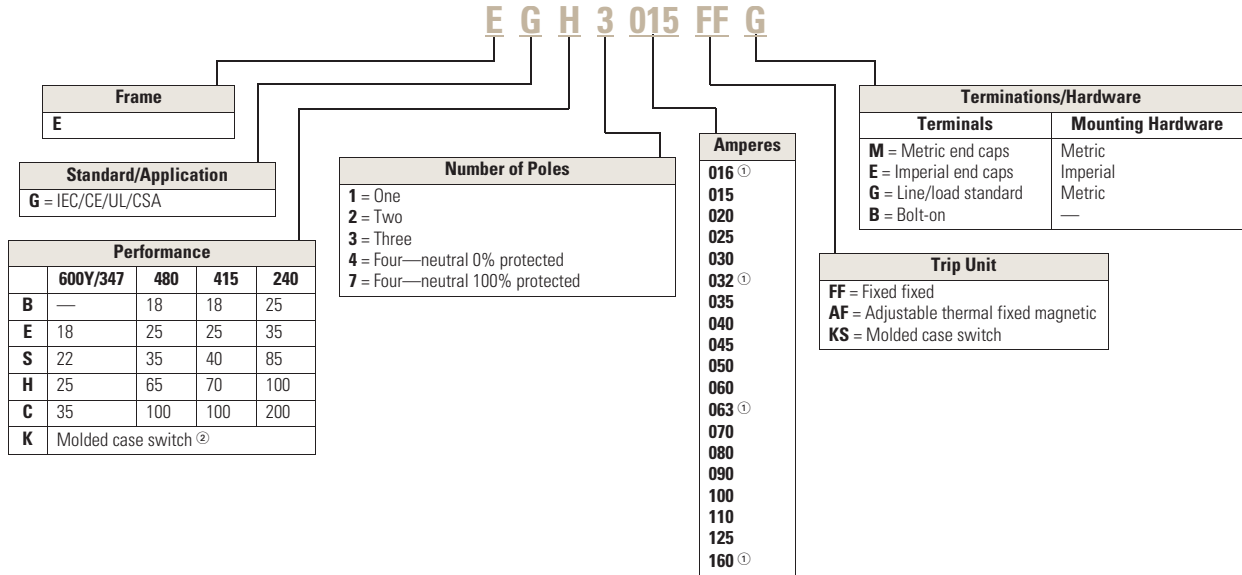 E G H 3 015 FF G
Frame
E
Standard/Application
G = IEC/CE/UL/CSA
Performance
600Y/347 480 415 240
B — 18 18 25
E 18 25 25 35
S 22 35 40 85
H 25 65 70 100
C 35 100 100 200
K Molded case switch ②
Number of Poles
1 = One
2 = Two
3 = Three
4 = Four—neutral 0% protected
7 = Four—neutral 100% protected
Amperes
016 ①
015
020
025
030
032 ①
035
040
045
050
060
063 ①
070
080
090
100
110
125
160 ①
Terminations/Hardware
Terminals Mounting Hardware
M = Metric end caps Metric
E = Imperial end caps Imperial
G = Line/load standard Metric
B = Bolt-on —
Trip Unit
FF = Fixed fixed
AF = Adjustable thermal fixed magnetic
KS = Molded case switch